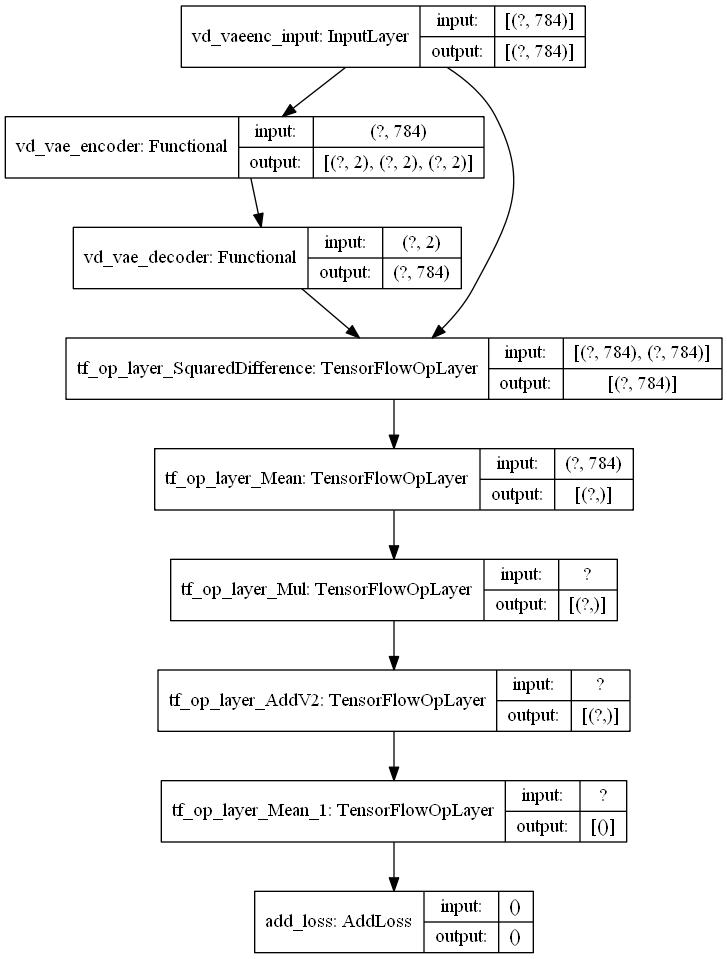 vd_vaeenc_input: InputLayer
input:
[(?, 784)]
output:
[(?, 784)]
vd_vae_encoder: Functional
input:
(?, 784)
output:
[(?, 2), (?, 2), (?, 2)]
vd_vae_decoder: Functional
input:
(?, 2)
output:
(?, 784)
tf_op_layer_SquaredDifference: TensorFlowOpLayer
input:
[(?, 784), (?, 784)]
output:
[(?, 784)]
tf_op_layer_Mean: TensorFlowOpLayer
input:
(?, 784)
output:
[(?,)]
tf_op_layer_Mul: TensorFlowOpLayer
input:
?
output:
[(?,)]
tf_op_layer_AddV2: TensorFlowOpLayer
input:
?
output:
[(?,)]
tf_op_layer_Mean_1: TensorFlowOpLayer
input:
?
output:
[()]
add_loss: AddLoss
input:
()
output:
()